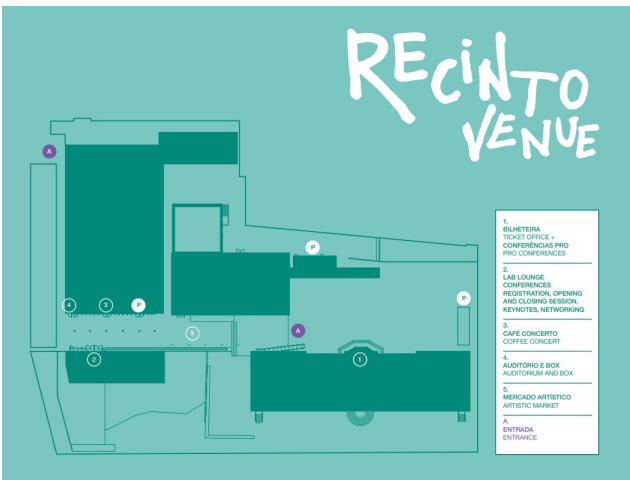 RECINTO
VENUE
A
P
P
4
3
P
5
A
2
1
1.
BILHETEIRA
TICKET OFFICE +
CONFERÊNCIAS PRO
PRO CONFERENCES
2.
LAB LOUNGE
CONFERENCES
REGISTRATION, OPENING
AND CLOSING SESSION,
KEYNOTES, NETWORKING
3.
CAFÉ CONCERTO
COFFEE CONCERT
4.
AUDITÓRIO E BOX
AUDITORIUM AND BOX
5.
MERCADO ARTÍSTICO
ARTISTIC MARKET
A.
ENTRADA
ENTRANCE